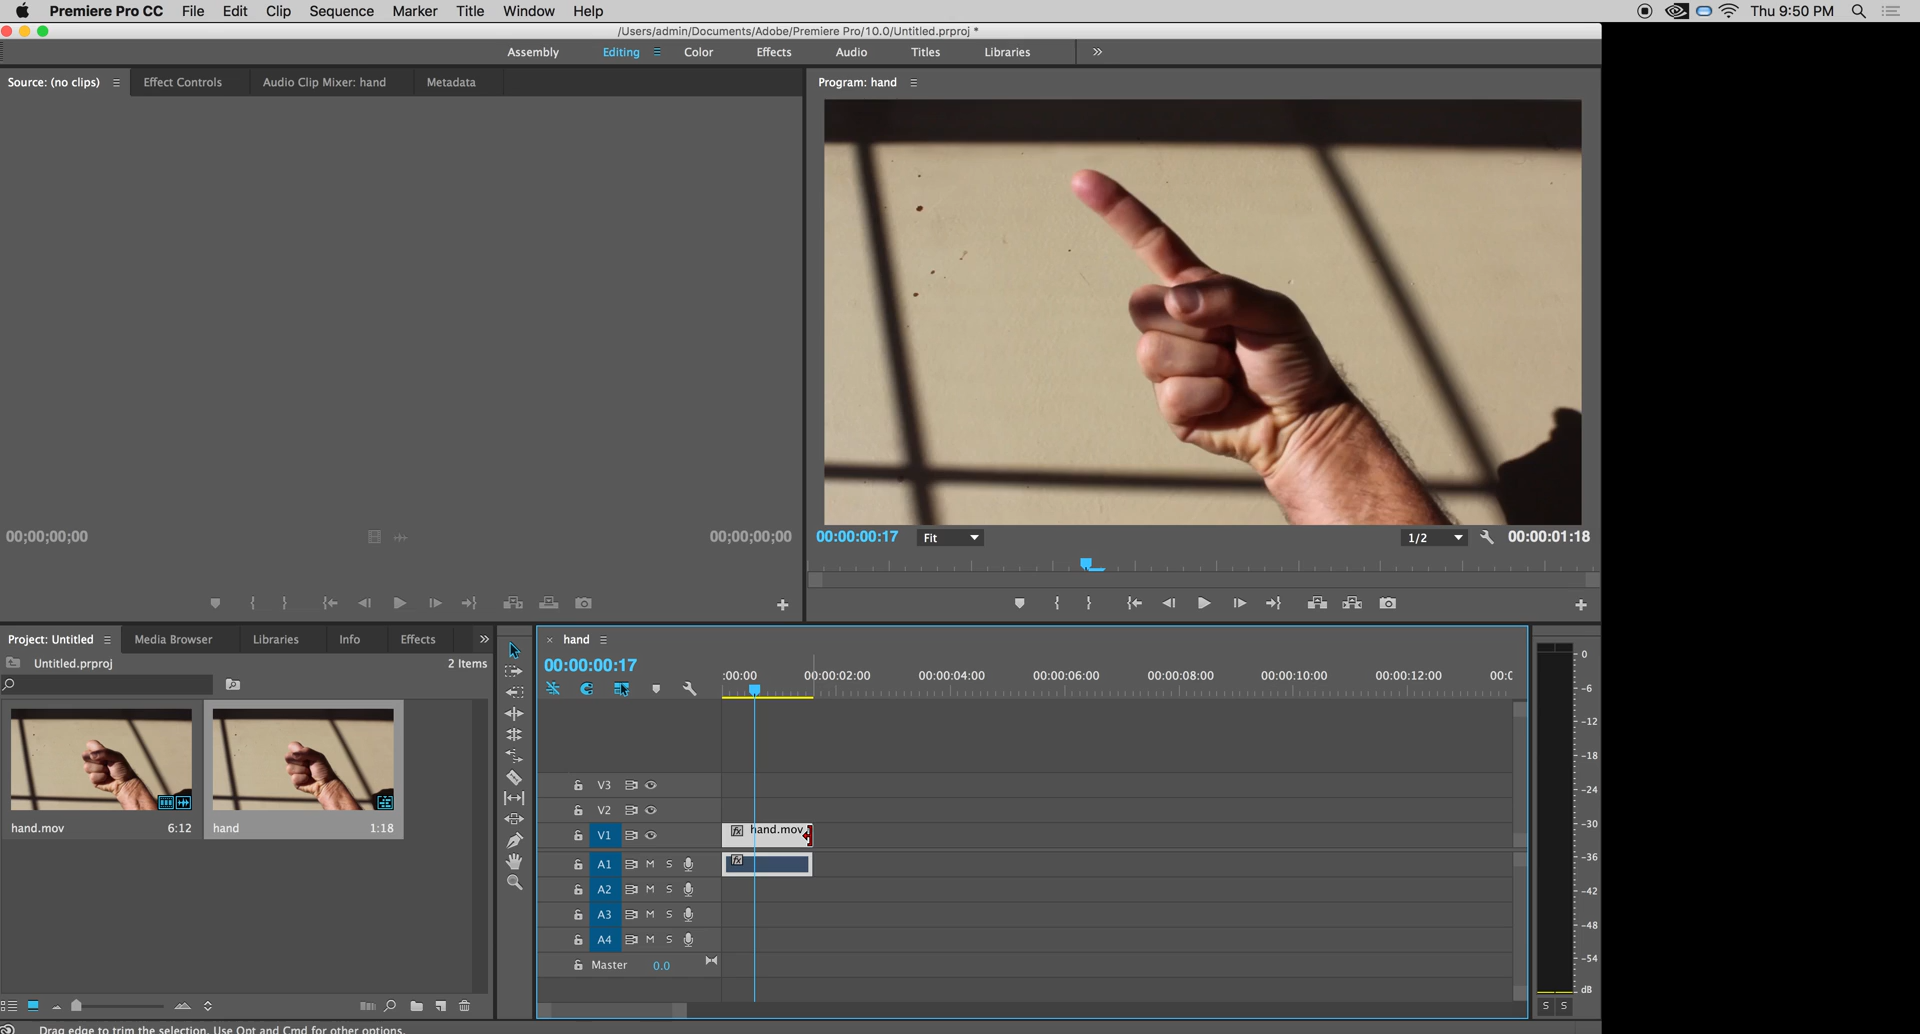 Premiere Pro CC File Edit Clip Sequence Marker Title Window Help Thu 9:50 PM
/Users/admin/Documents/Adobe/Premiere Pro/10.0/Untitled.prproj *
Assembly Editing Color Effects Audio Titles Libraries
Source: (no clips) Effect Controls Audio Clip Mixer: hand Metadata
Program: hand
00;00;00;00 00;00;00;00
00:00:00:17 Fit 1/2 00:00:01:18
Project: Untitled Media Browser Libraries Info Effects
Untitled.prproj 2 Items
hand.mov 6:12
hand 1:18
hand
00:00:00:17
:00:00 00:00:02:00 00:00:04:00 00:00:06:00 00:00:08:00 00:00:10:00 00:00:12:00 00:0
V3
V2
V1 fx hand.mov
A1 M S fx
A2 M S
A3 M S
A4 M S
Master 0.0
0
-6
-12
-18
-24
-30
-36
-42
-48
-54
dB
S S
Drag edge to trim the selection. Use Opt and Cmd for other options.